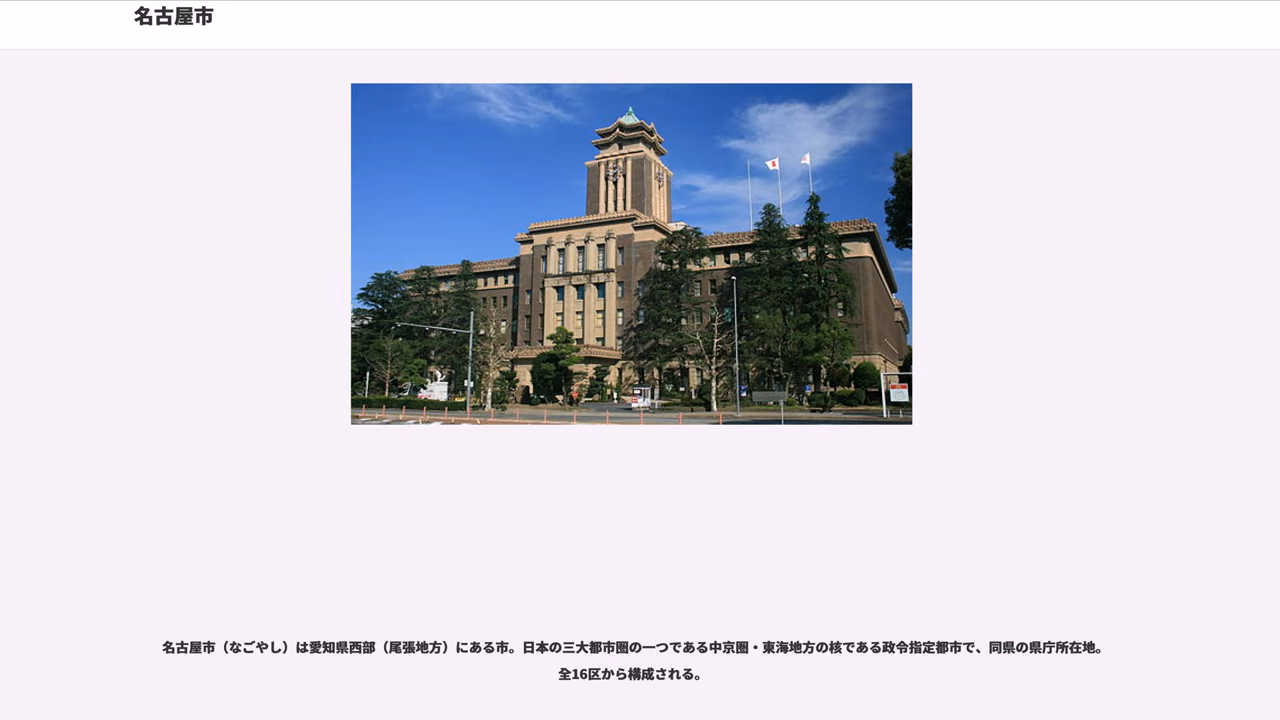 名古屋市
名古屋市（なごやし）は愛知県西部（尾張地方）にある市。日本の三大都市圏の一つである中京圏・東海地方の核である政令指定都市で、同県の県庁所在地。
全16区から構成される。